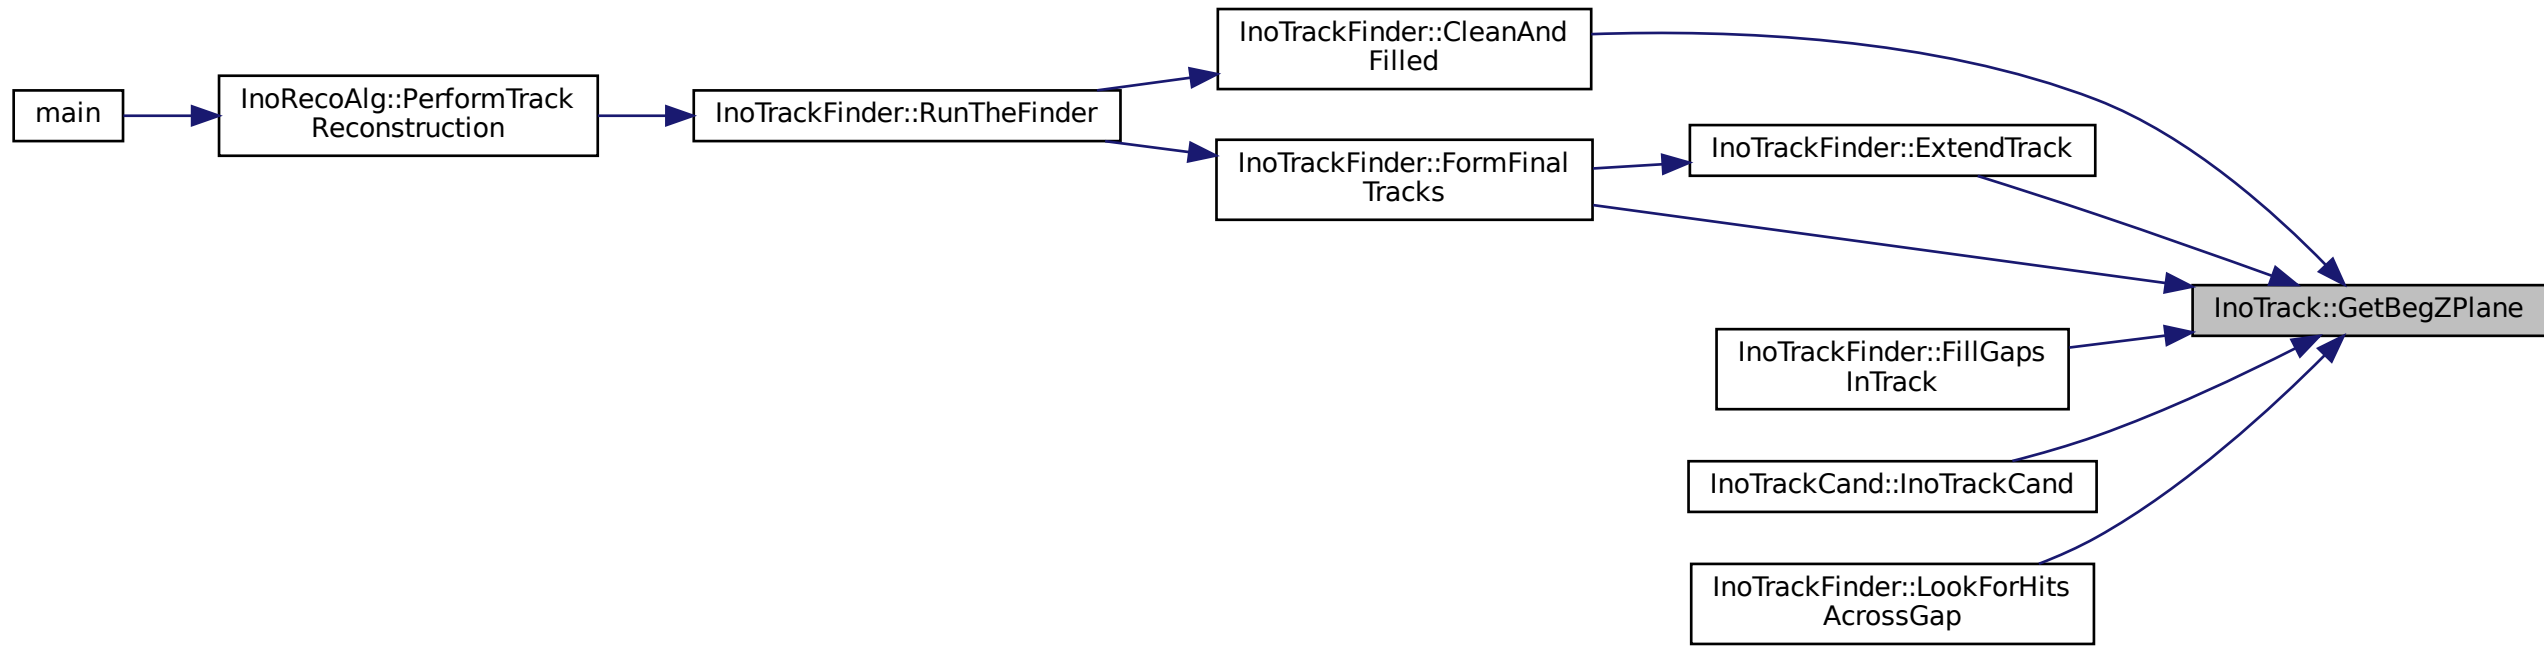 main
InoRecoAlg::PerformTrack
Reconstruction
InoTrackFinder::RunTheFinder
InoTrackFinder::CleanAnd
Filled
InoTrackFinder::FormFinal
Tracks
InoTrackFinder::ExtendTrack
InoTrack::GetBegZPlane
InoTrackFinder::FillGaps
InTrack
InoTrackCand::InoTrackCand
InoTrackFinder::LookForHits
AcrossGap